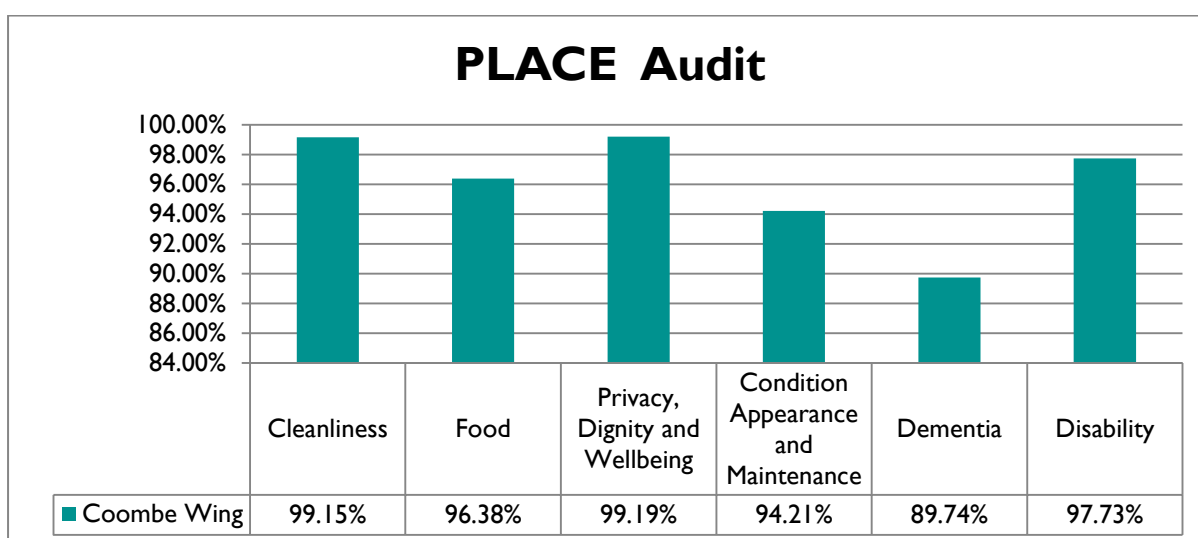 PLACE Audit
100.00%
98.00%
96.00%
94.00%
92.00%
90.00%
88.00%
86.00%
84.00%
Cleanliness
Food
Privacy,
Dignity and
Wellbeing
Condition
Appearance
and
Maintenance
Dementia
Disability
Coombe Wing 99.15% 96.38% 99.19% 94.21% 89.74% 97.73%